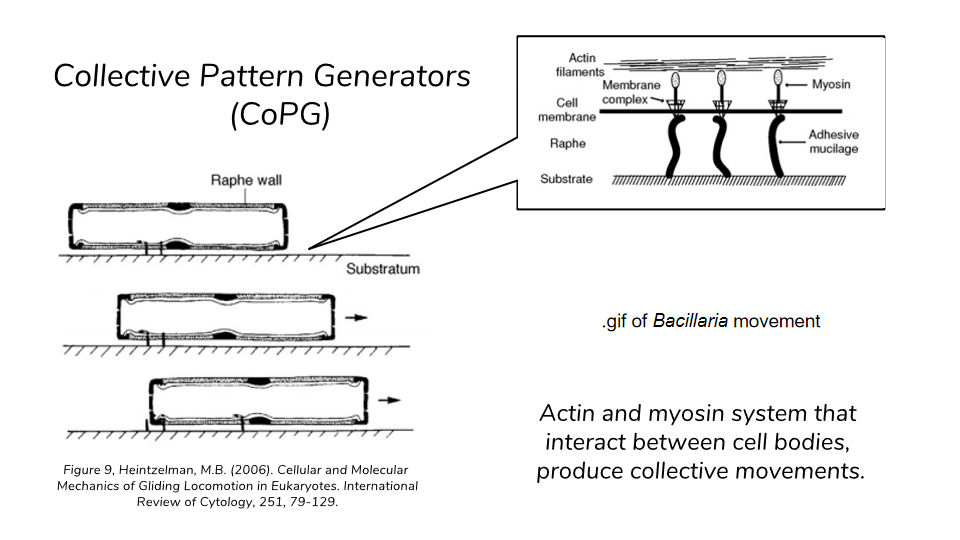 Collective Pattern Generators
(CoPG)
Actin
filaments
Membrane
complex
Myosin
Cell
membrane
Raphe
Adhesive
mucilage
Substrate
Raphe wall
Substratum
.gif of Bacillaria movement
Actin and myosin system that
interact between cell bodies,
produce collective movements.
Figure 9, Heintzelman, M.B. (2006). Cellular and Molecular
Mechanics of Gliding Locomotion in Eukaryotes. International
Review of Cytology, 251, 79-129.